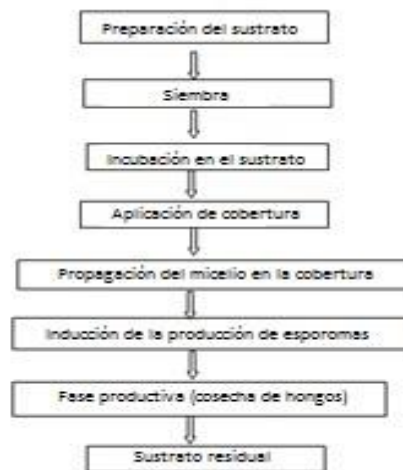 Preparación del sustrato
Siembra
Incubación en el sustrato
Aplicación de cobertura
Propagación del micelio en la cobertura
Inducción de la producción de esporomas
Fase productiva (cosecha de hongos)
Sustrato residual